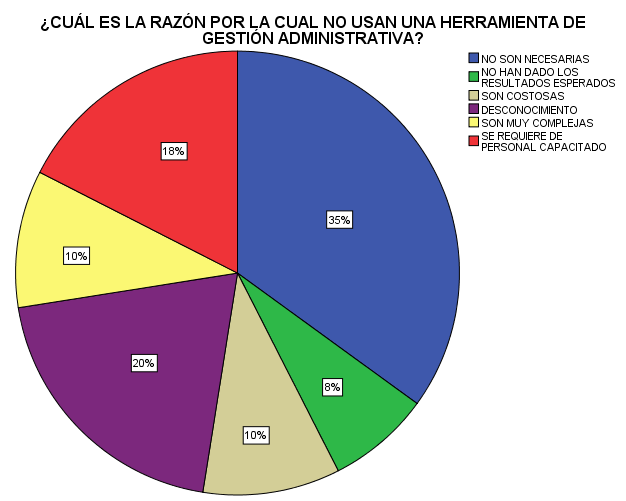 ¿CUÁL ES LA RAZÓN POR LA CUAL NO USAN UNA HERRAMIENTA DE
GESTIÓN ADMINISTRATIVA?
NO SON NECESARIAS
NO HAN DADO LOS
RESULTADOS ESPERADOS
SON COSTOSAS
DESCONOCIMIENTO
SON MUY COMPLEJAS
SE REQUIERE DE
PERSONAL CAPACITADO
18%
35%
10%
20%
8%
10%